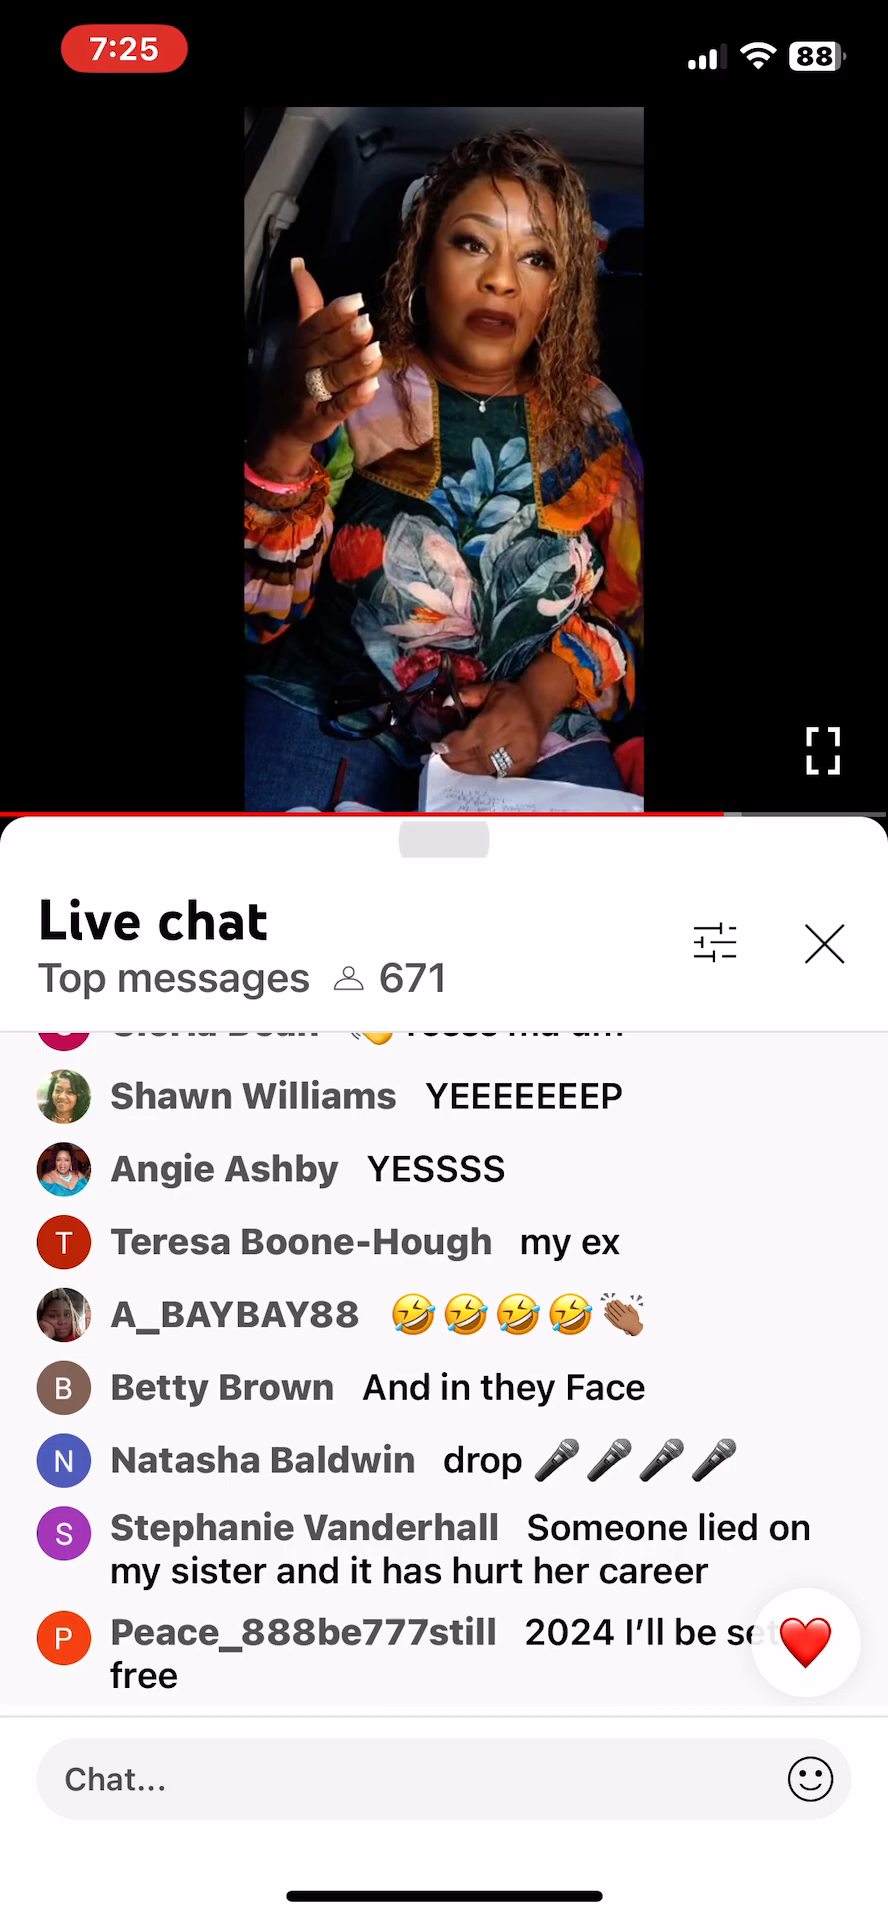 7:25
88
Live chat
Top messages 671
Shawn Williams YEEEEEEEP
Angie Ashby YESSSS
T Teresa Boone-Hough my ex
A_BAYBAY88 🤣🤣🤣🤣👏🏽
B Betty Brown And in they Face
N Natasha Baldwin drop 🎤🎤🎤🎤
S Stephanie Vanderhall Someone lied on
my sister and it has hurt her career
P Peace_888be777still 2024 I’ll be set
free
Chat...